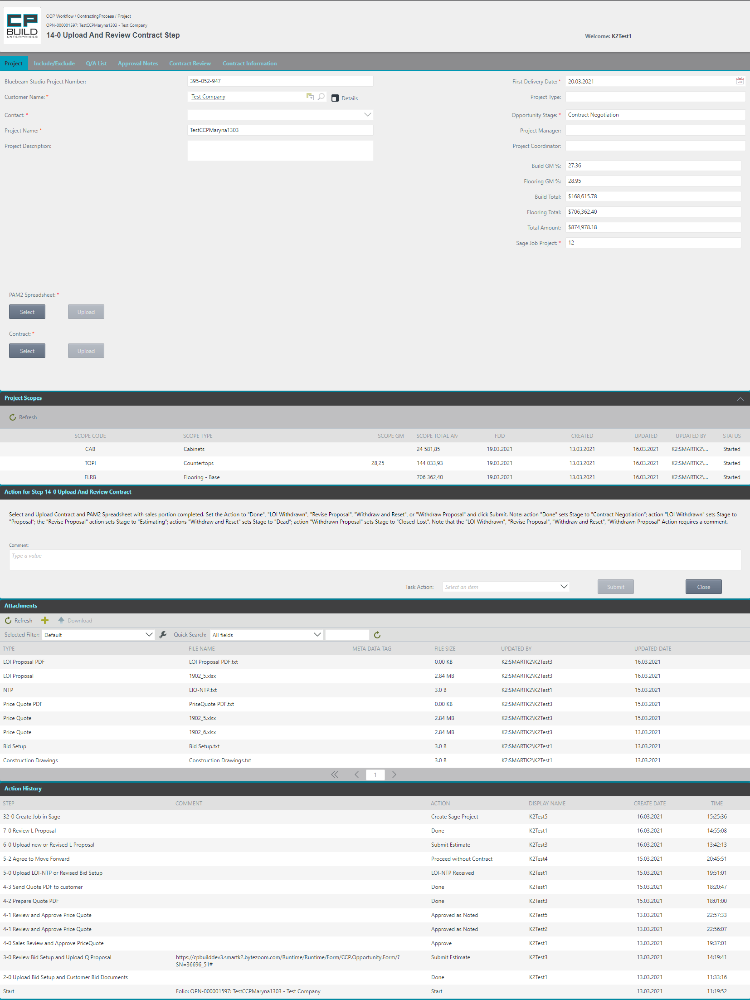 CP
BUILD
ENTERPRISES
CCP Workflow / ContractingProcess / Project
OPN-000001597: TestCCPMaryna1303 - Test Company
14-0 Upload And Review Contract Step
Welcome: K2Test1
Project Include/Exclude Q/A List Approval Notes Contract Review Contract Information
Bluebeam Studio Project Number: 395-052-947 First Delivery Date: * 20.03.2021
Customer Name: * Test Company Details Project Type:
Contact: * Opportunity Stage: * Contract Negotiation
Project Name: * TestCCPMaryna1303 Project Manager:
Project Description: Project Coordinator:
Build GM %: 27.36
Flooring GM %: 28.95
Build Total: $168,615.78
Flooring Total: $706,362.40
Total Amount: $874,978.18
Sage Job Project: * 12
PAM2 Spreadsheet: *
Select Upload
Contract: *
Select Upload
Project Scopes
Refresh
SCOPE CODE SCOPE TYPE SCOPE GM SCOPE TOTAL AM FDD CREATED UPDATED UPDATED BY STATUS
CAB Cabinets 24 581,85 19.03.2021 13.03.2021 16.03.2021 K2:SMARTK2\... Started
TOPI Countertops 28,25 144 033,93 19.03.2021 13.03.2021 16.03.2021 K2:SMARTK2\... Started
FLRB Flooring - Base 706 362,40 19.03.2021 13.03.2021 16.03.2021 K2:SMARTK2\... Started
Action for Step 14-0 Upload And Review Contract
Select and Upload Contract and PAM2 Spreadsheet with sales portion completed. Set the Action to "Done", "LOI Withdrawn", "Revise Proposal", "Withdraw and Reset", or "Withdraw Proposal" and click Submit. Note: action "Done" sets Stage to "Contract Negotiation"; action "LOI Withdrawn" sets Stage to
"Proposal"; the "Revise Proposal" action sets Stage to "Estimating"; actions "Withdraw and Reset" sets Stage to "Dead"; action "Withdrawn Proposal" sets Stage to "Closed-Lost". Note that the "LOI Withdrawn", "Revise Proposal", "Withdraw and Reset", "Withdrawn Proposal" Action requires a comment.
Comment:
Type a value
Task Action: Select an item Submit Close
Attachments
Refresh Download
Selected Filter: Default Quick Search: All fields
TYPE FILE NAME META DATA TAG FILE SIZE UPDATED BY UPDATED DATE
LOI Proposal PDF LOI Proposal PDF.txt 0.00 KB K2:SMARTK2\K2Test3 16.03.2021
LOI Proposal 1902_5.xlsx 2.84 MB K2:SMARTK2\K2Test3 16.03.2021
NTP LIO-NTP.txt 3.0 B K2:SMARTK2\K2Test1 15.03.2021
Price Quote PDF PriseQuote PDF.txt 0.00 KB K2:SMARTK2\K2Test3 15.03.2021
Price Quote 1902_5.xlsx 2.84 MB K2:SMARTK2\K2Test3 15.03.2021
Price Quote 1902_6.xlsx 2.84 MB K2:SMARTK2\K2Test3 13.03.2021
Bid Setup Bid Setup.txt 3.0 B K2:SMARTK2\K2Test1 13.03.2021
Construction Drawings Construction Drawings.txt 3.0 B K2:SMARTK2\K2Test1 13.03.2021
1
Action History
STEP COMMENT ACTION DISPLAY NAME CREATE DATE TIME
32-0 Create Job in Sage Create Sage Project K2Test5 16.03.2021 15:25:36
7-0 Review L Proposal Done K2Test1 16.03.2021 14:55:08
6-0 Upload new or Revised L Proposal Submit Estimate K2Test3 16.03.2021 13:42:13
5-2 Agree to Move Forward Proceed without Contract K2Test4 15.03.2021 20:45:51
5-0 Upload LOI-NTP or Revised Bid Setup LOI-NTP Received K2Test1 15.03.2021 19:51:01
4-3 Send Quote PDF to customer Done K2Test1 15.03.2021 18:20:47
4-2 Prepare Quote PDF Done K2Test3 15.03.2021 18:01:00
4-1 Review and Approve Price Quote Approved as Noted K2Test5 13.03.2021 22:57:33
4-1 Review and Approve Price Quote Approved as Noted K2Test2 13.03.2021 22:56:07
4-0 Sales Review and Approve PriceQuote Approve K2Test1 13.03.2021 19:37:01
3-0 Review Bid Setup and Upload Q Proposal https://cpbuilddev3.smartk2.bytezoom.com/Runtime/Runtime/Form/CCP.Opportunity.Form/? Submit Estimate K2Test3 13.03.2021 14:19:41
SN=36696_51#
2-0 Upload Bid Setup and Customer Bid Documents Done K2Test1 13.03.2021 11:33:16
Start Folio: OPN-000001597: TestCCPMaryna1303 - Test Company Start 13.03.2021 11:19:52